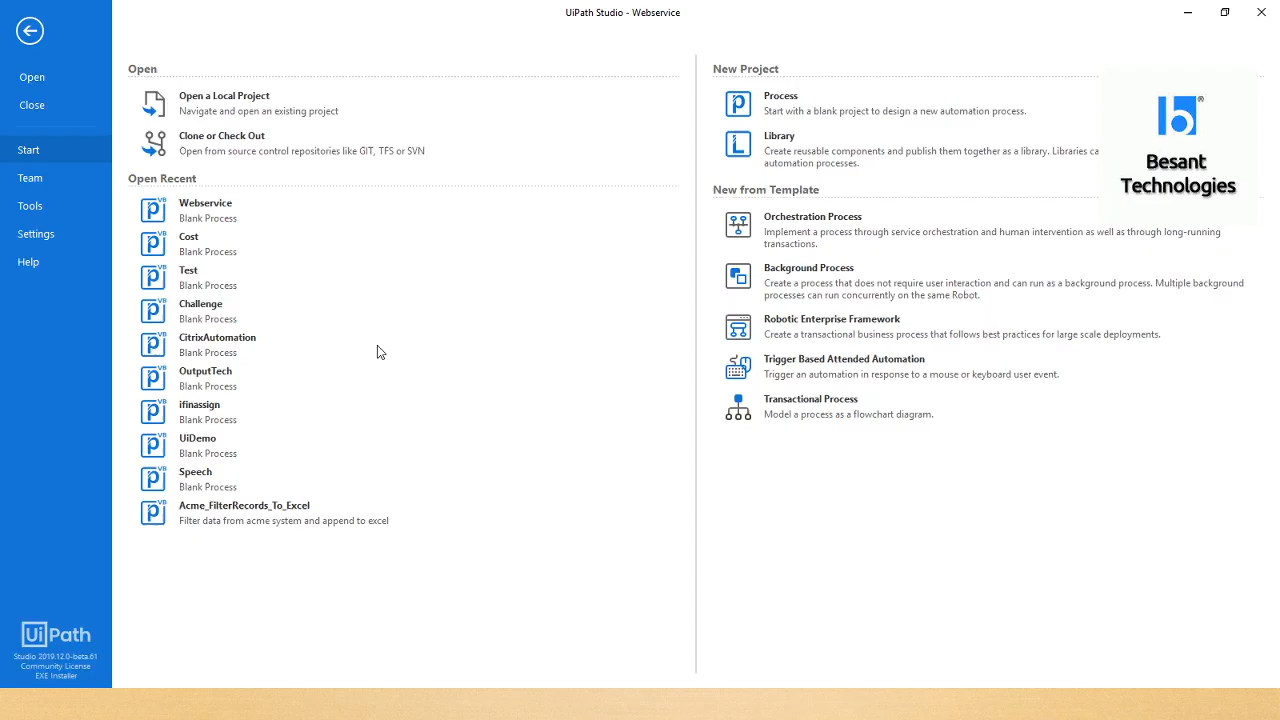 UiPath Studio - Webservice
Open
Close
Start
Team
Tools
Settings
Help
UiPath
Studio 2019.12.0-beta.61
Community License
EXE Installer
Open
Open a Local Project
Navigate and open an existing project
Clone or Check Out
Open from source control repositories like GIT, TFS or SVN
Open Recent
VB
Webservice
Blank Process
VB
Cost
Blank Process
VB
Test
Blank Process
VB
Challenge
Blank Process
VB
CitrixAutomation
Blank Process
VB
OutputTech
Blank Process
VB
ifinassign
Blank Process
VB
UiDemo
Blank Process
VB
Speech
Blank Process
VB
Acme_FilterRecords_To_Excel
Filter data from acme system and append to excel
New Project
Process
Start with a blank project to design a new automation process.
Library
Create reusable components and publish them together as a library. Libraries ca
automation processes.
New from Template
Orchestration Process
Implement a process through service orchestration and human intervention as well as through long-running
transactions.
Background Process
Create a process that does not require user interaction and can run as a background process. Multiple background
processes can run concurrently on the same Robot.
Robotic Enterprise Framework
Create a transactional business process that follows best practices for large scale deployments.
Trigger Based Attended Automation
Trigger an automation in response to a mouse or keyboard user event.
Transactional Process
Model a process as a flowchart diagram.
b®
Besant
Technologies